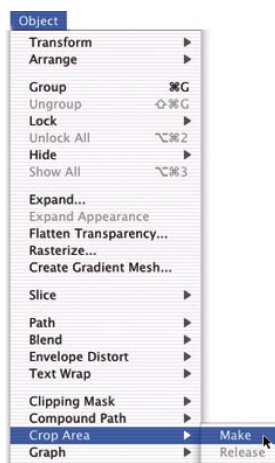 Object
Transform
Arrange
Group ⌘G
Ungroup ⇧⌘G
Lock
Unlock All ⌥⌘2
Hide
Show All ⌥⌘3
Expand...
Expand Appearance
Flatten Transparency...
Rasterize...
Create Gradient Mesh...
Slice
Path
Blend
Envelope Distort
Text Wrap
Clipping Mask
Compound Path
Crop Area Make
Graph Release